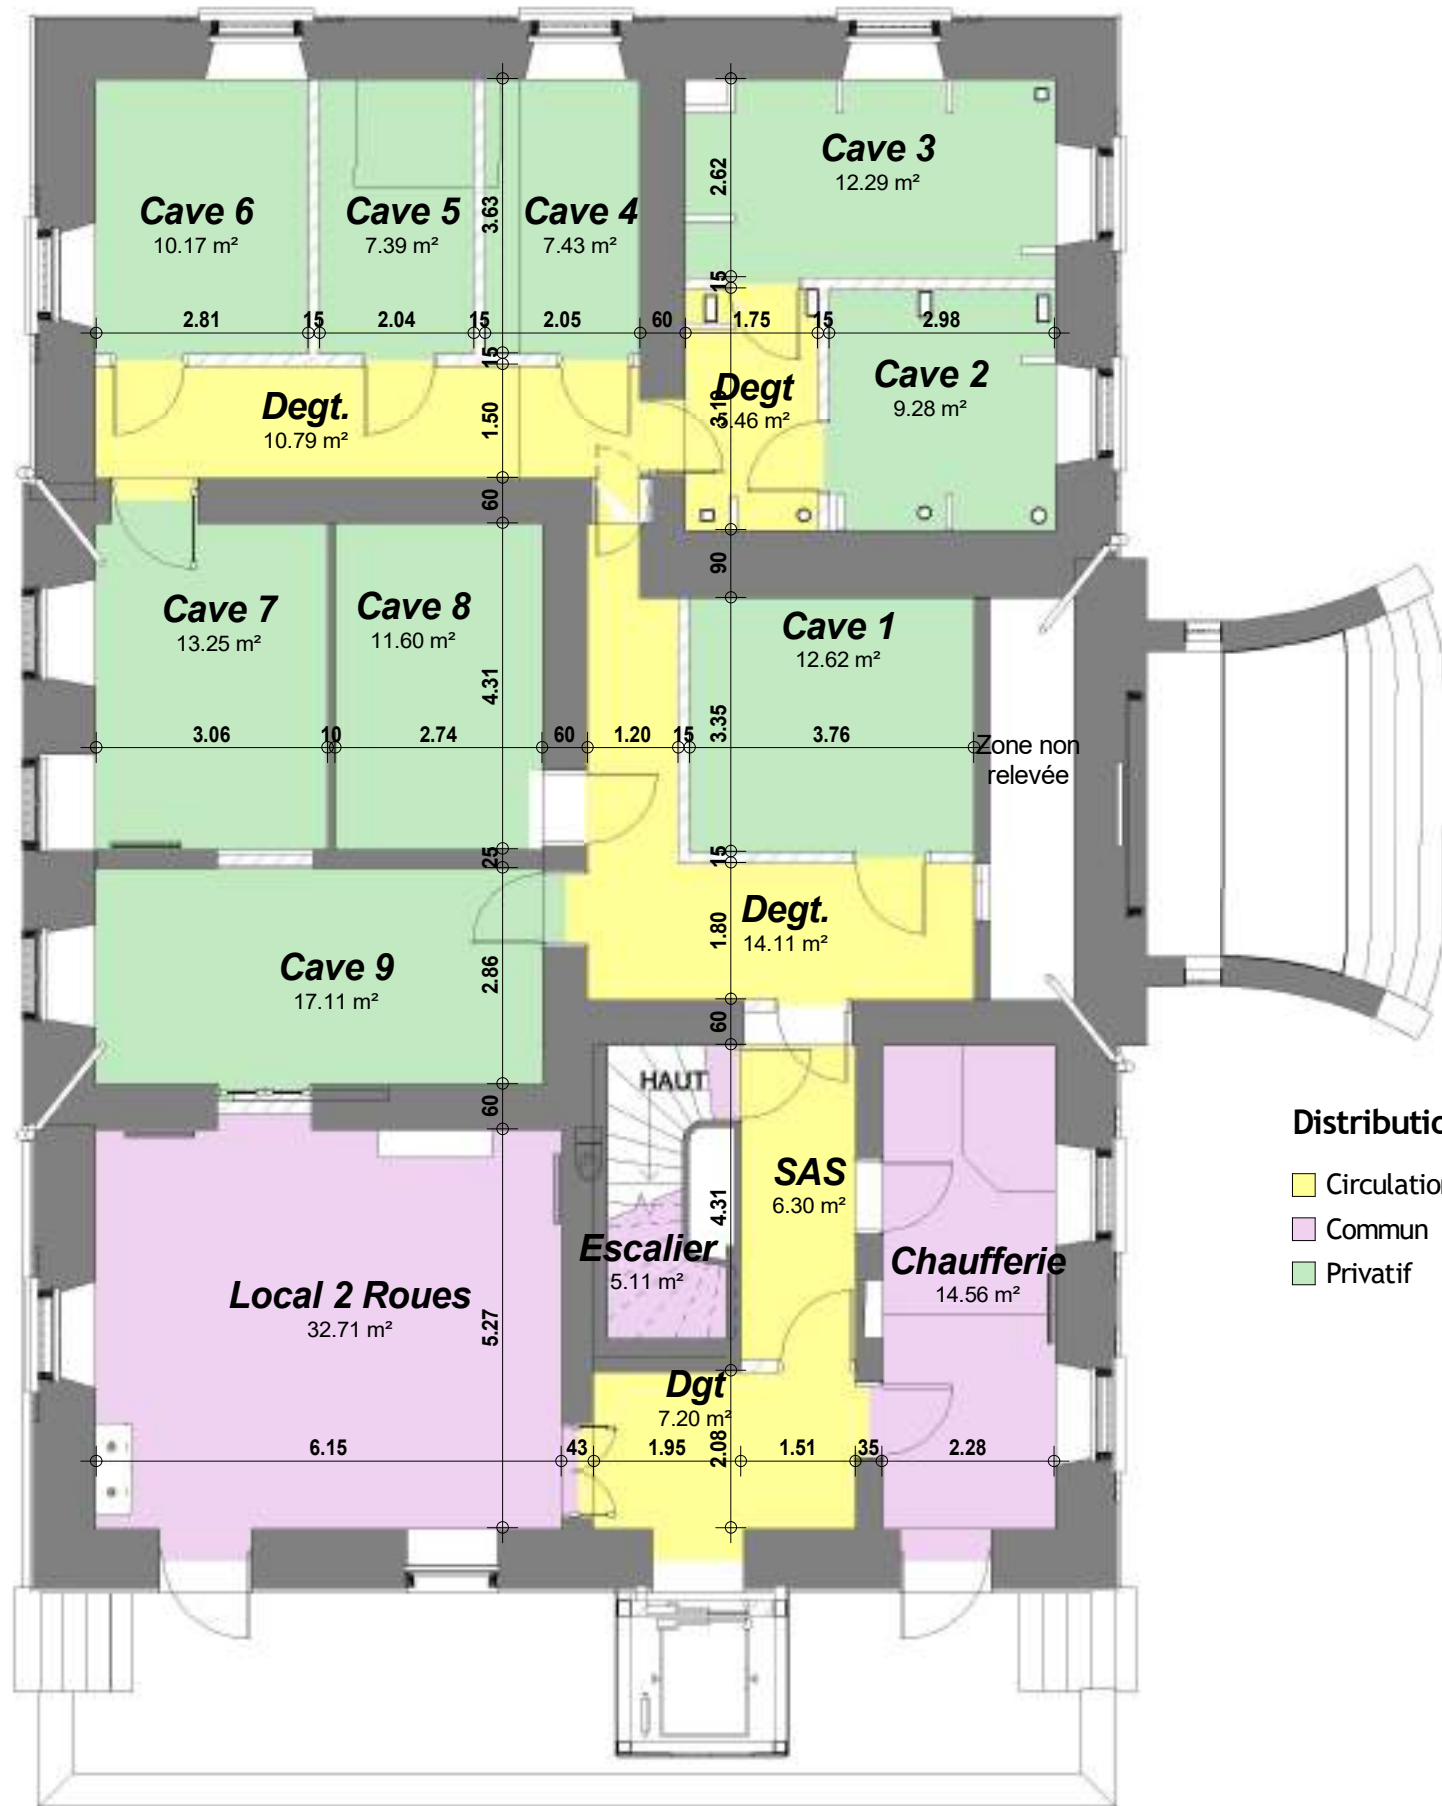 Cave 3
12.29 m²
2.62
Cave 6
10.17 m²
Cave 5
7.39 m²
3.63
Cave 4
7.43 m²
15
2.81
15
2.04
15
2.05
60
1.75
15
2.98
15
Cave 2
9.28 m²
Degt.
10.79 m²
1.50
Degt
5.46 m²
3.19
60
90
Cave 7
13.25 m²
Cave 8
11.60 m²
Cave 1
12.62 m²
4.31
3.35
3.06
10
2.74
60
1.20
15
3.76
Zone non
relevée
25
15
Degt.
14.11 m²
1.80
Cave 9
17.11 m²
2.86
60
HAUT
60
Distributio
Circulation
Commun
Privatif
SAS
6.30 m²
4.31
Escalier
5.11 m²
Chaufferie
14.56 m²
Local 2 Roues
32.71 m²
5.27
Dgt
7.20 m²
2.08
6.15
43
1.95
1.51
35
2.28